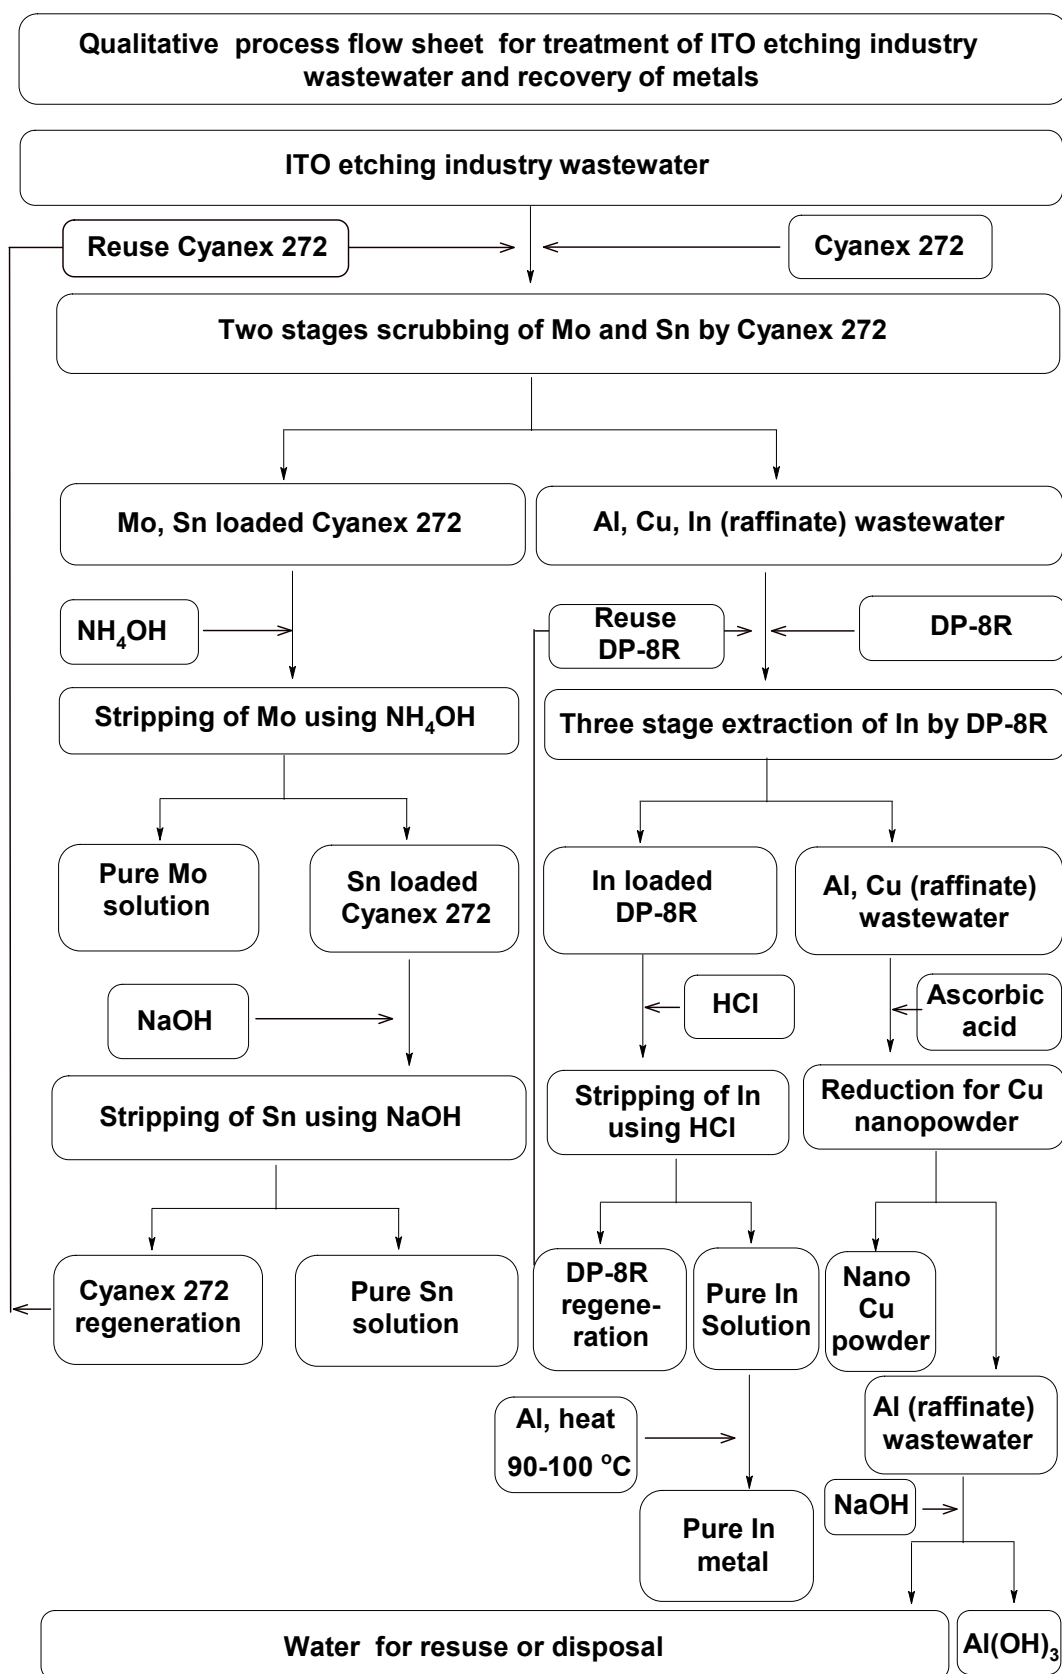 Qualitative process flow sheet for treatment of ITO etching industry
wastewater and recovery of metals
ITO etching industry wastewater
Reuse Cyanex 272
Cyanex 272
Two stages scrubbing of Mo and Sn by Cyanex 272
Mo, Sn loaded Cyanex 272
Al, Cu, In (raffinate) wastewater
NH₄OH
Reuse
DP-8R
DP-8R
Stripping of Mo using NH₄OH
Three stage extraction of In by DP-8R
Pure Mo
solution
Sn loaded
Cyanex 272
In loaded
DP-8R
Al, Cu (raffinate)
wastewater
NaOH
HCl
Ascorbic
acid
Stripping of Sn using NaOH
Stripping of In
using HCl
Reduction for Cu
nanopowder
Cyanex 272
regeneration
Pure Sn
solution
DP-8R
regene-
ration
Pure In
Solution
Nano
Cu
powder
Al, heat
90-100 °C
Al (raffinate)
wastewater
NaOH
Pure In
metal
Water for resuse or disposal
Al(OH)₃